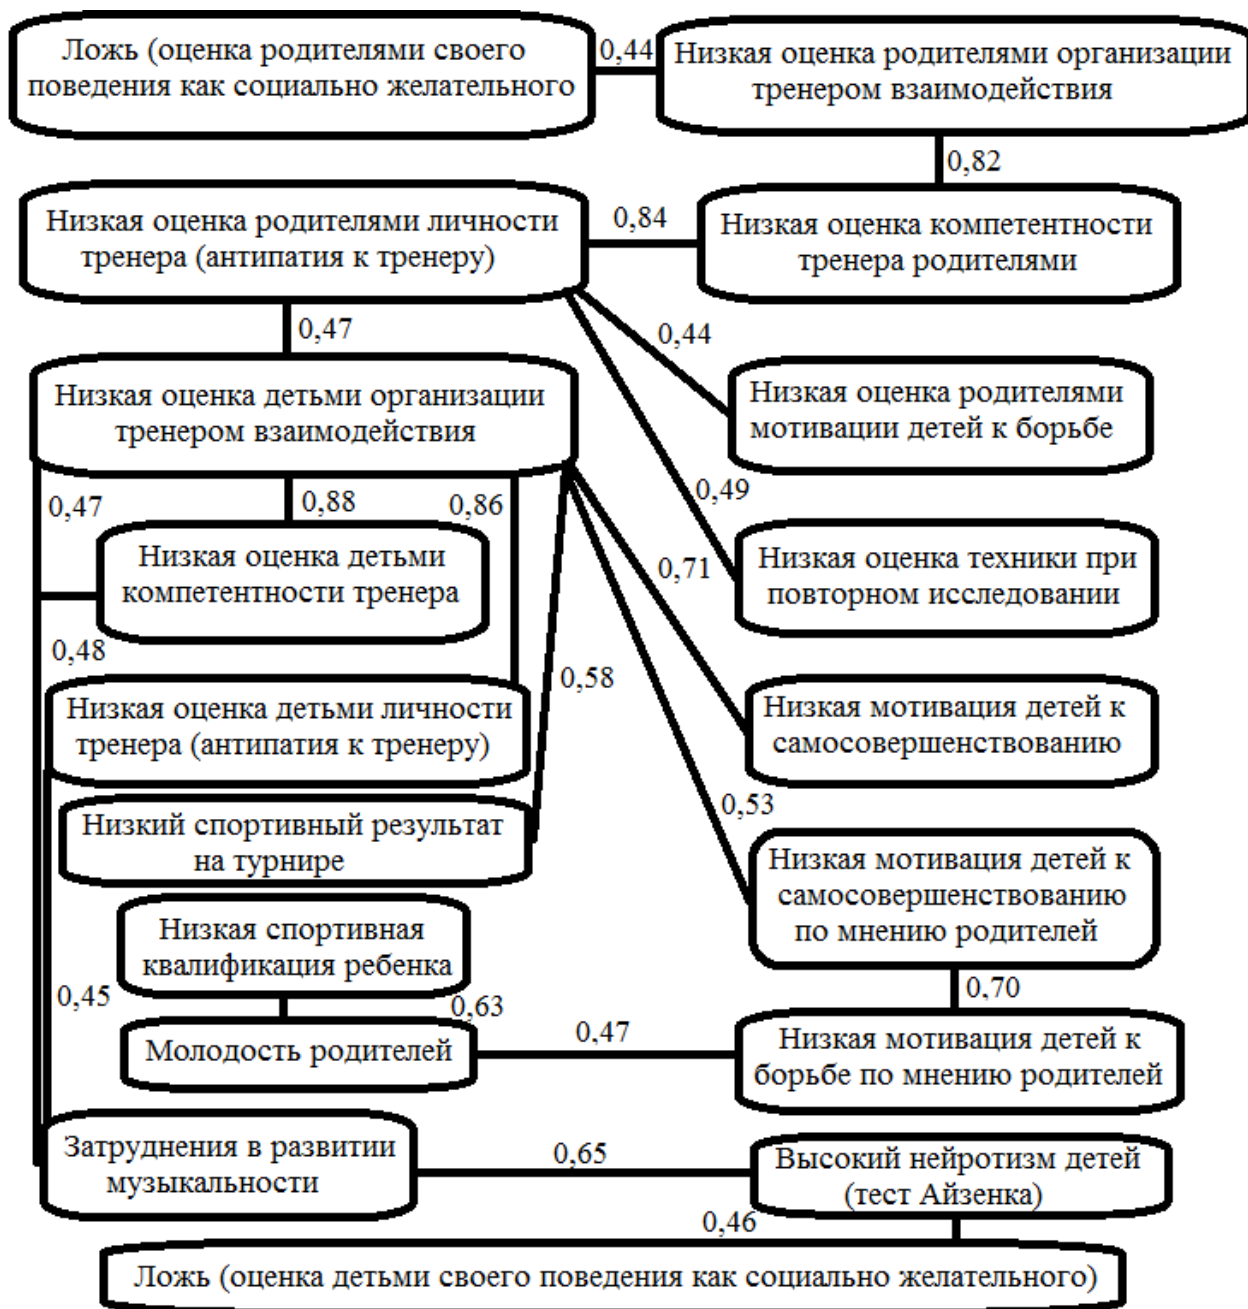 Ложь (оценка родителями своего
поведения как социально желательного
0,44
Низкая оценка родителями организации
тренером взаимодействия
0,82
Низкая оценка родителями личности
тренера (антипатия к тренеру)
0,84
Низкая оценка компетентности
тренера родителями
0,47
0,44
Низкая оценка детьми организации
тренером взаимодействия
Низкая оценка родителями
мотивации детей к борьбе
0,47
0,88
0,86
0,49
Низкая оценка детьми
компетентности тренера
0,71
Низкая оценка техники при
повторном исследовании
0,48
0,58
Низкая оценка детьми личности
тренера (антипатия к тренеру)
Низкая мотивация детей к
самосовершенствованию
0,53
Низкий спортивный результат
на турнире
Низкая мотивация детей к
самосовершенствованию
по мнению родителей
Низкая спортивная
квалификация ребенка
0,45
0,63
0,70
Молодость родителей
0,47
Низкая мотивация детей к
борьбе по мнению родителей
Затруднения в развитии
музыкальности
0,65
Высокий нейротизм детей
(тест Айзенка)
0,46
Ложь (оценка детьми своего поведения как социально желательного)